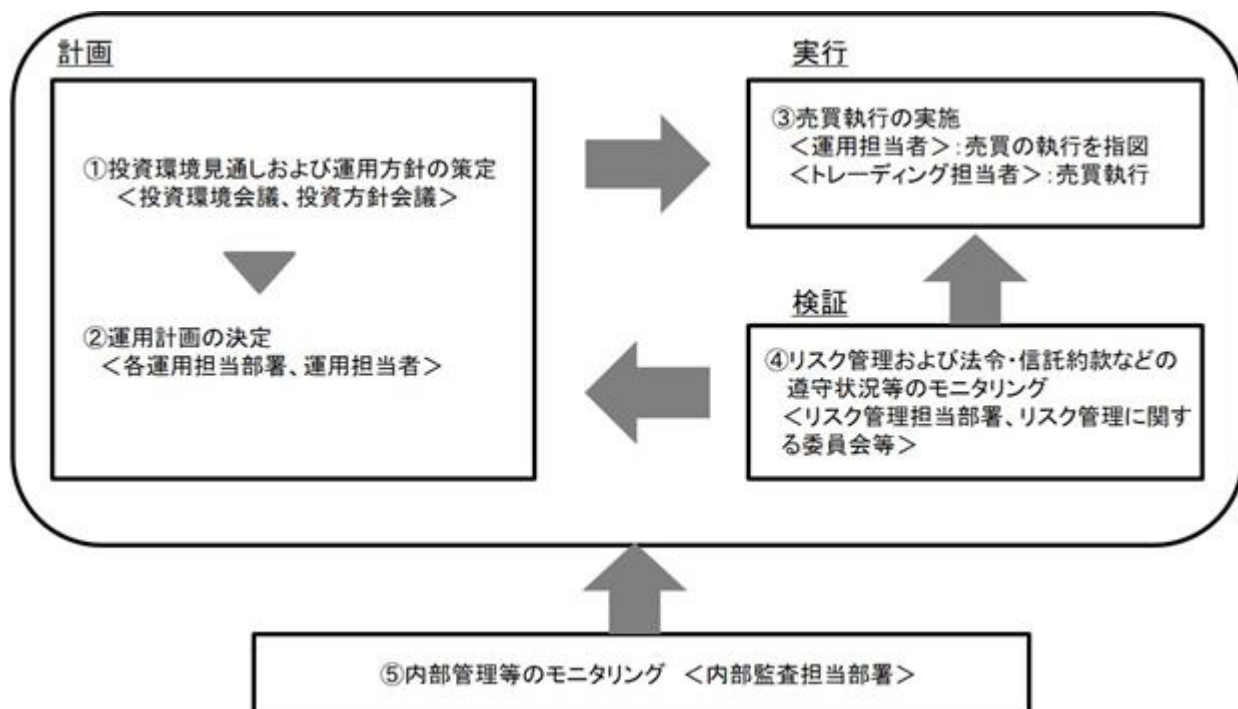 計画
①投資環境見通しおよび運用方針の策定
＜投資環境会議、投資方針会議＞
②運用計画の決定
＜各運用担当部署、運用担当者＞
実行
③売買執行の実施
＜運用担当者＞：売買の執行を指図
＜トレーディング担当者＞：売買執行
検証
④リスク管理および法令・信託約款などの
遵守状況等のモニタリング
＜リスク管理担当部署、リスク管理に関す
る委員会等＞
⑤内部管理等のモニタリング ＜内部監査担当部署＞